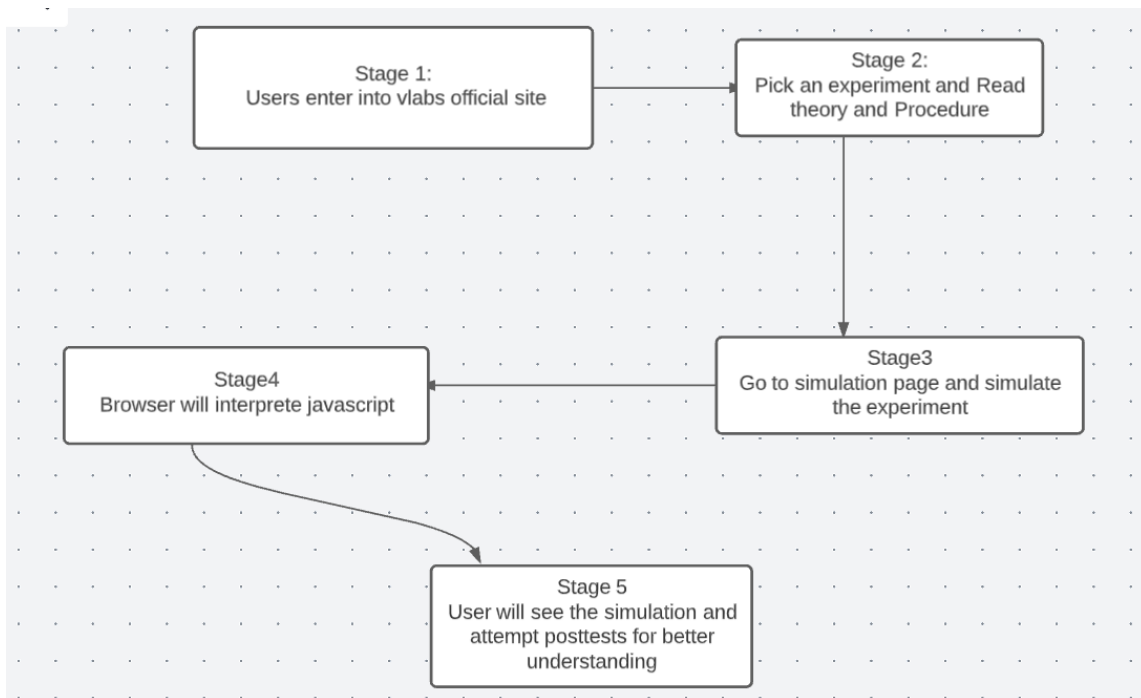 Stage 1:
Users enter into vlabs official site
Stage 2:
Pick an experiment and Read
theory and Procedure
Stage3
Go to simulation page and simulate
the experiment
Stage4
Browser will interprete javascript
Stage 5
User will see the simulation and
attempt posttests for better
understanding